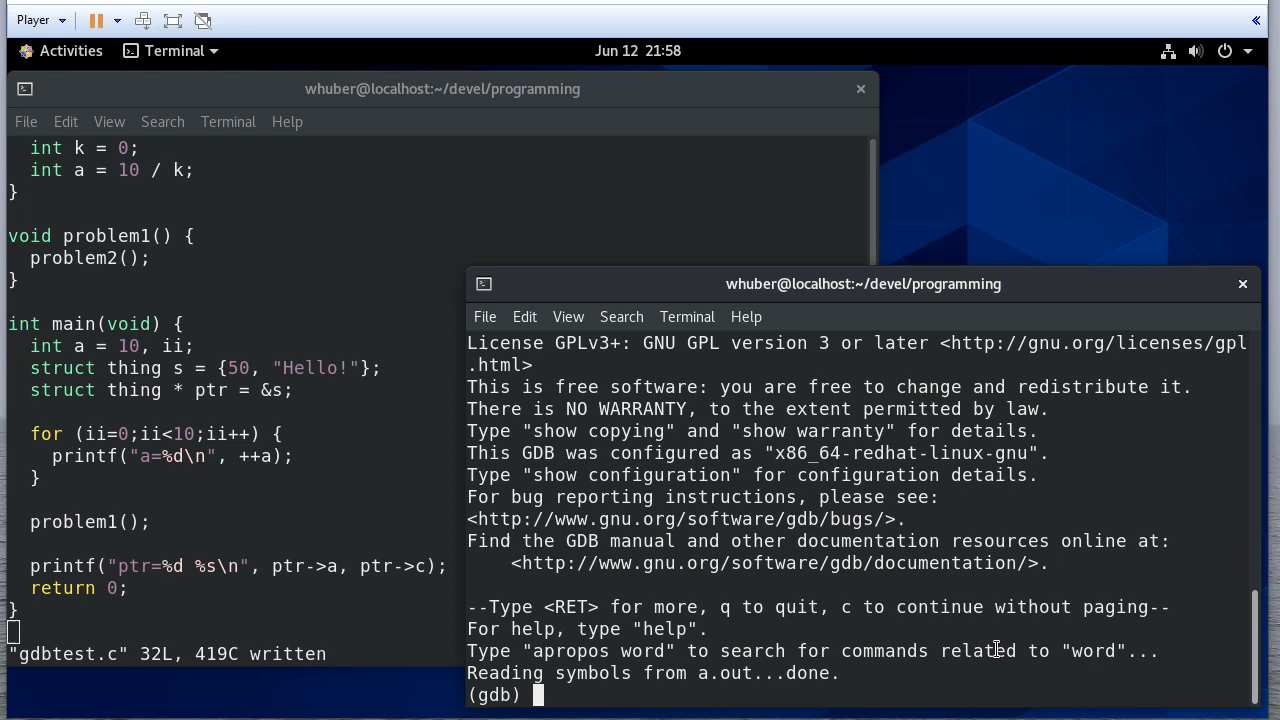 Player
Activities Terminal Jun 12 21:58
whuber@localhost:~/devel/programming
File Edit View Search Terminal Help
int k = 0;
int a = 10 / k;
}
void problem1() {
problem2();
}
int main(void) {
int a = 10, ii;
struct thing s = {50, "Hello!"};
struct thing * ptr = &s;
for (ii=0;ii<10;ii++) {
printf("a=%d\n", ++a);
}
problem1();
printf("ptr=%d %s\n", ptr->a, ptr->c);
return 0;
}
"gdbtest.c" 32L, 419C written
whuber@localhost:~/devel/programming
File Edit View Search Terminal Help
License GPLv3+: GNU GPL version 3 or later <http://gnu.org/licenses/gpl
.html>
This is free software: you are free to change and redistribute it.
There is NO WARRANTY, to the extent permitted by law.
Type "show copying" and "show warranty" for details.
This GDB was configured as "x86_64-redhat-linux-gnu".
Type "show configuration" for configuration details.
For bug reporting instructions, please see:
<http://www.gnu.org/software/gdb/bugs/>.
Find the GDB manual and other documentation resources online at:
<http://www.gnu.org/software/gdb/documentation/>.
--Type <RET> for more, q to quit, c to continue without paging--
For help, type "help".
Type "apropos word" to search for commands related to "word"...
Reading symbols from a.out...done.
(gdb)